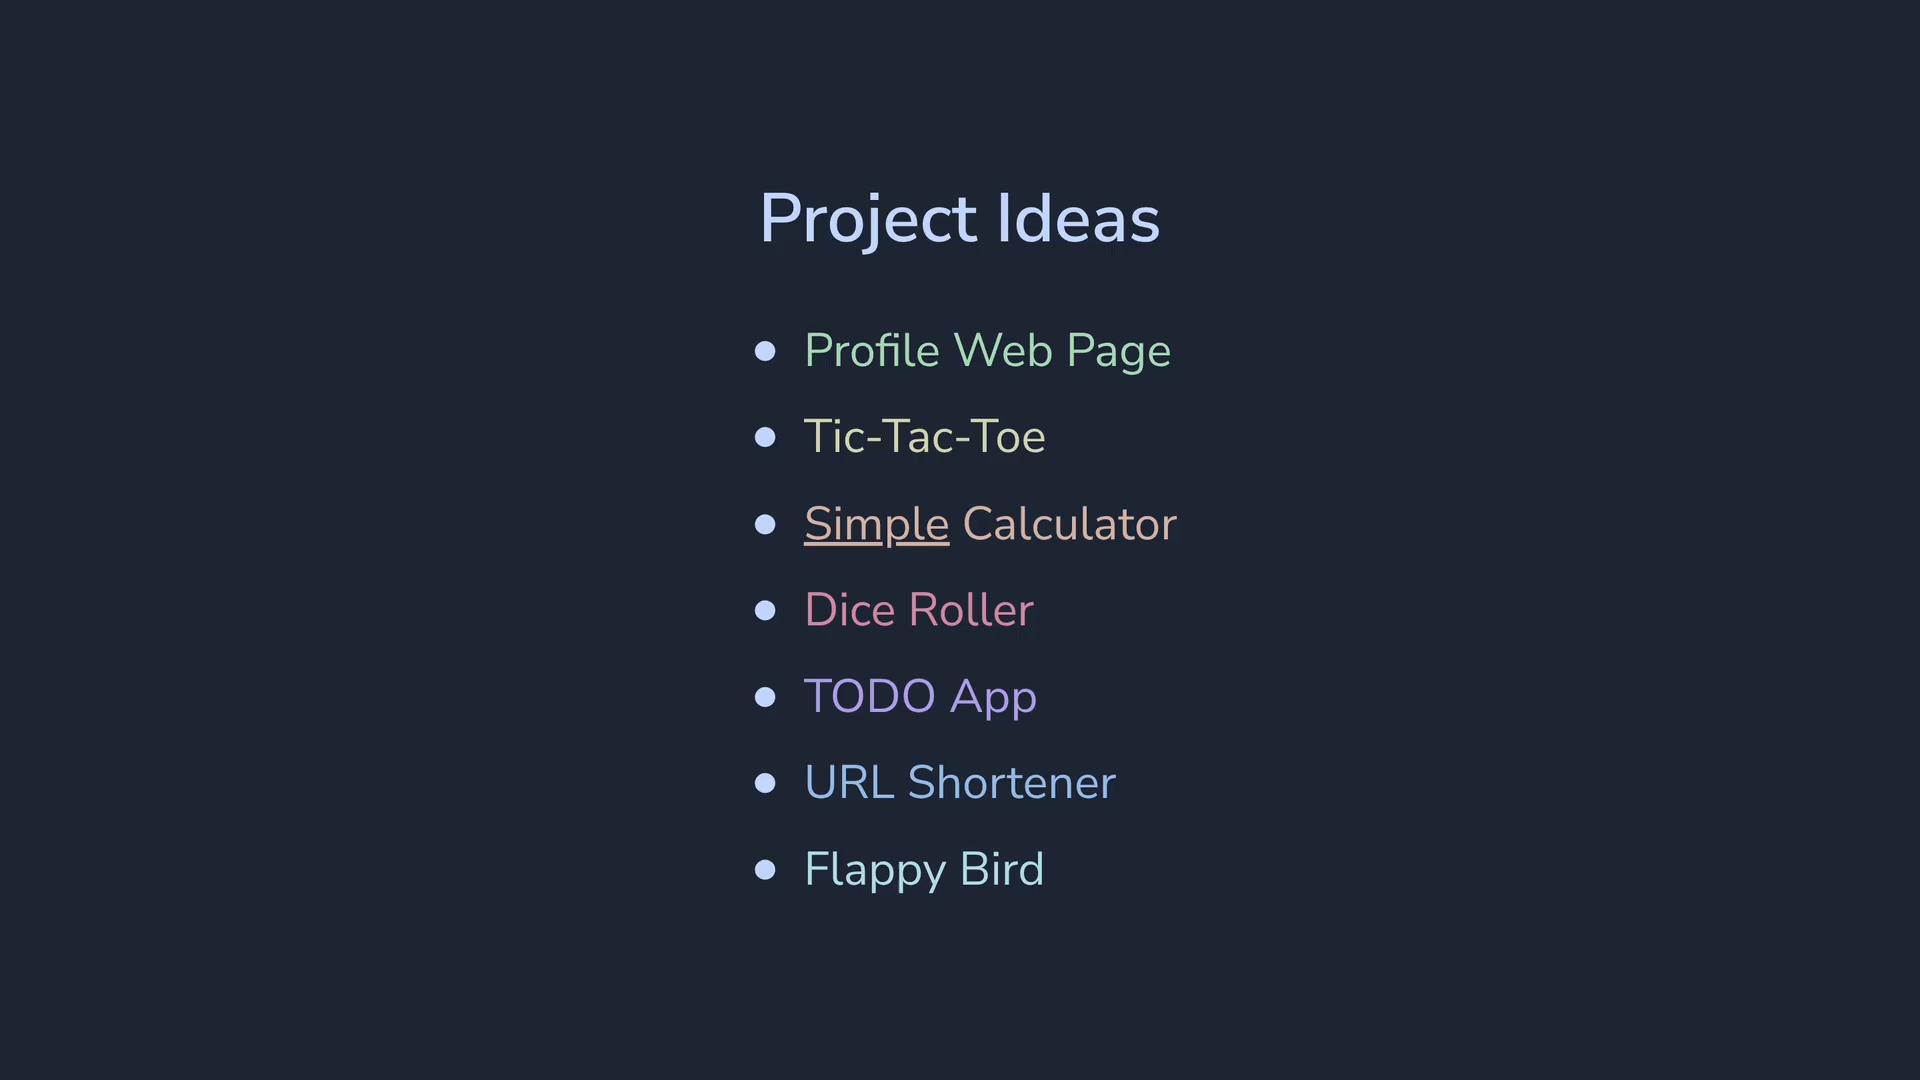 Project Ideas
• Profile Web Page
• Tic-Tac-Toe
• Simple Calculator
• Dice Roller
• TODO App
• URL Shortener
• Flappy Bird